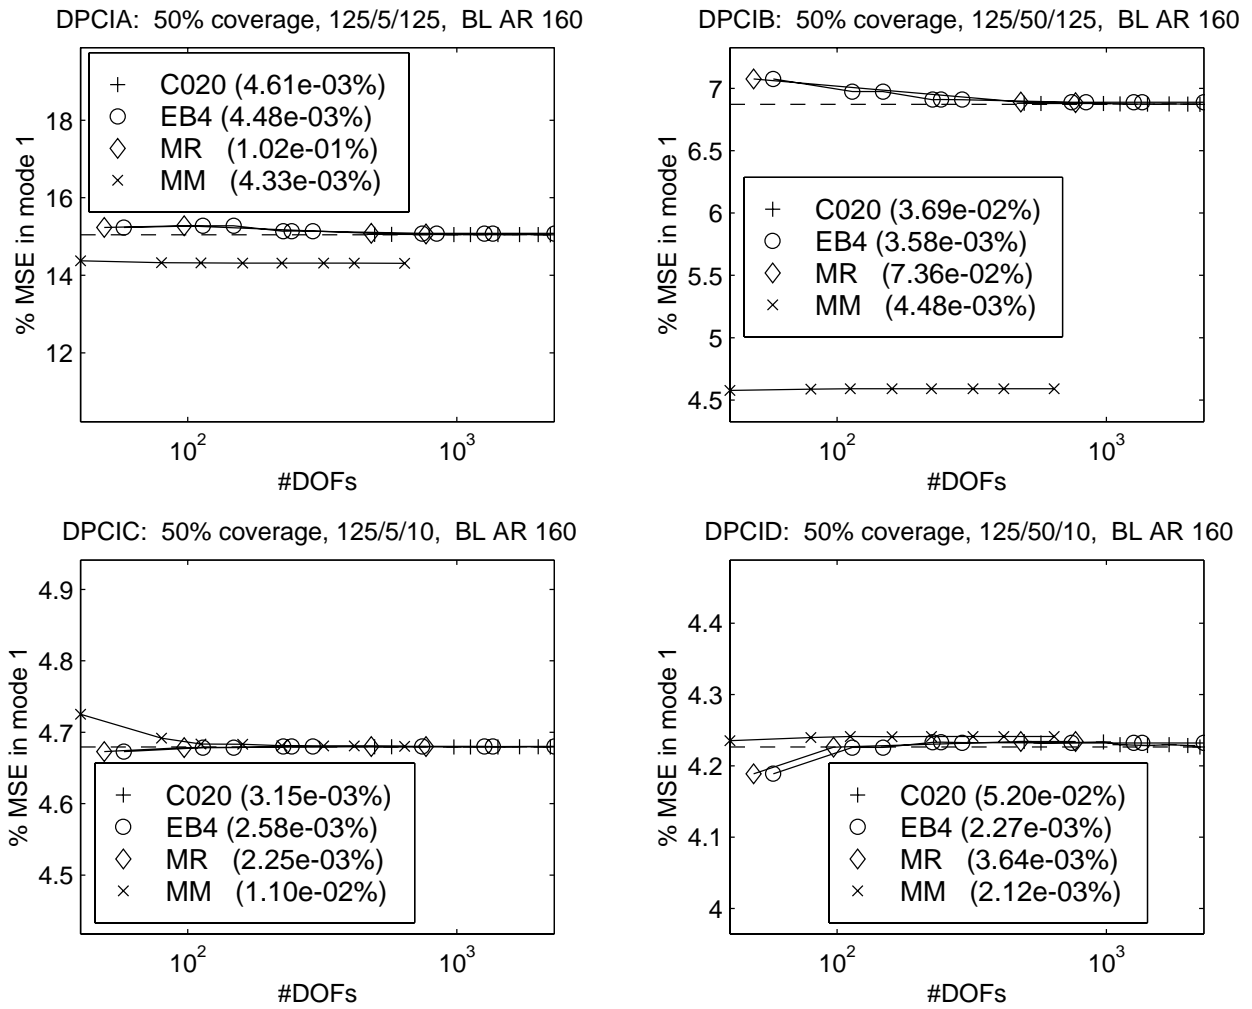 DPCIA: 50% coverage, 125/5/125, BL AR 160
% MSE in mode 1
18
16
14
12
C020 (4.61e-03%)
EB4 (4.48e-03%)
MR (1.02e-01%)
MM (4.33e-03%)
10^2
10^3
#DOFs
DPCIB: 50% coverage, 125/50/125, BL AR 160
% MSE in mode 1
7
6.5
6
5.5
5
4.5
C020 (3.69e-02%)
EB4 (3.58e-03%)
MR (7.36e-02%)
MM (4.48e-03%)
10^2
10^3
#DOFs
DPCIC: 50% coverage, 125/5/10, BL AR 160
% MSE in mode 1
4.9
4.8
4.7
4.6
4.5
C020 (3.15e-03%)
EB4 (2.58e-03%)
MR (2.25e-03%)
MM (1.10e-02%)
10^2
10^3
#DOFs
DPCID: 50% coverage, 125/50/10, BL AR 160
% MSE in mode 1
4.4
4.3
4.2
4.1
4
C020 (5.20e-02%)
EB4 (2.27e-03%)
MR (3.64e-03%)
MM (2.12e-03%)
10^2
10^3
#DOFs